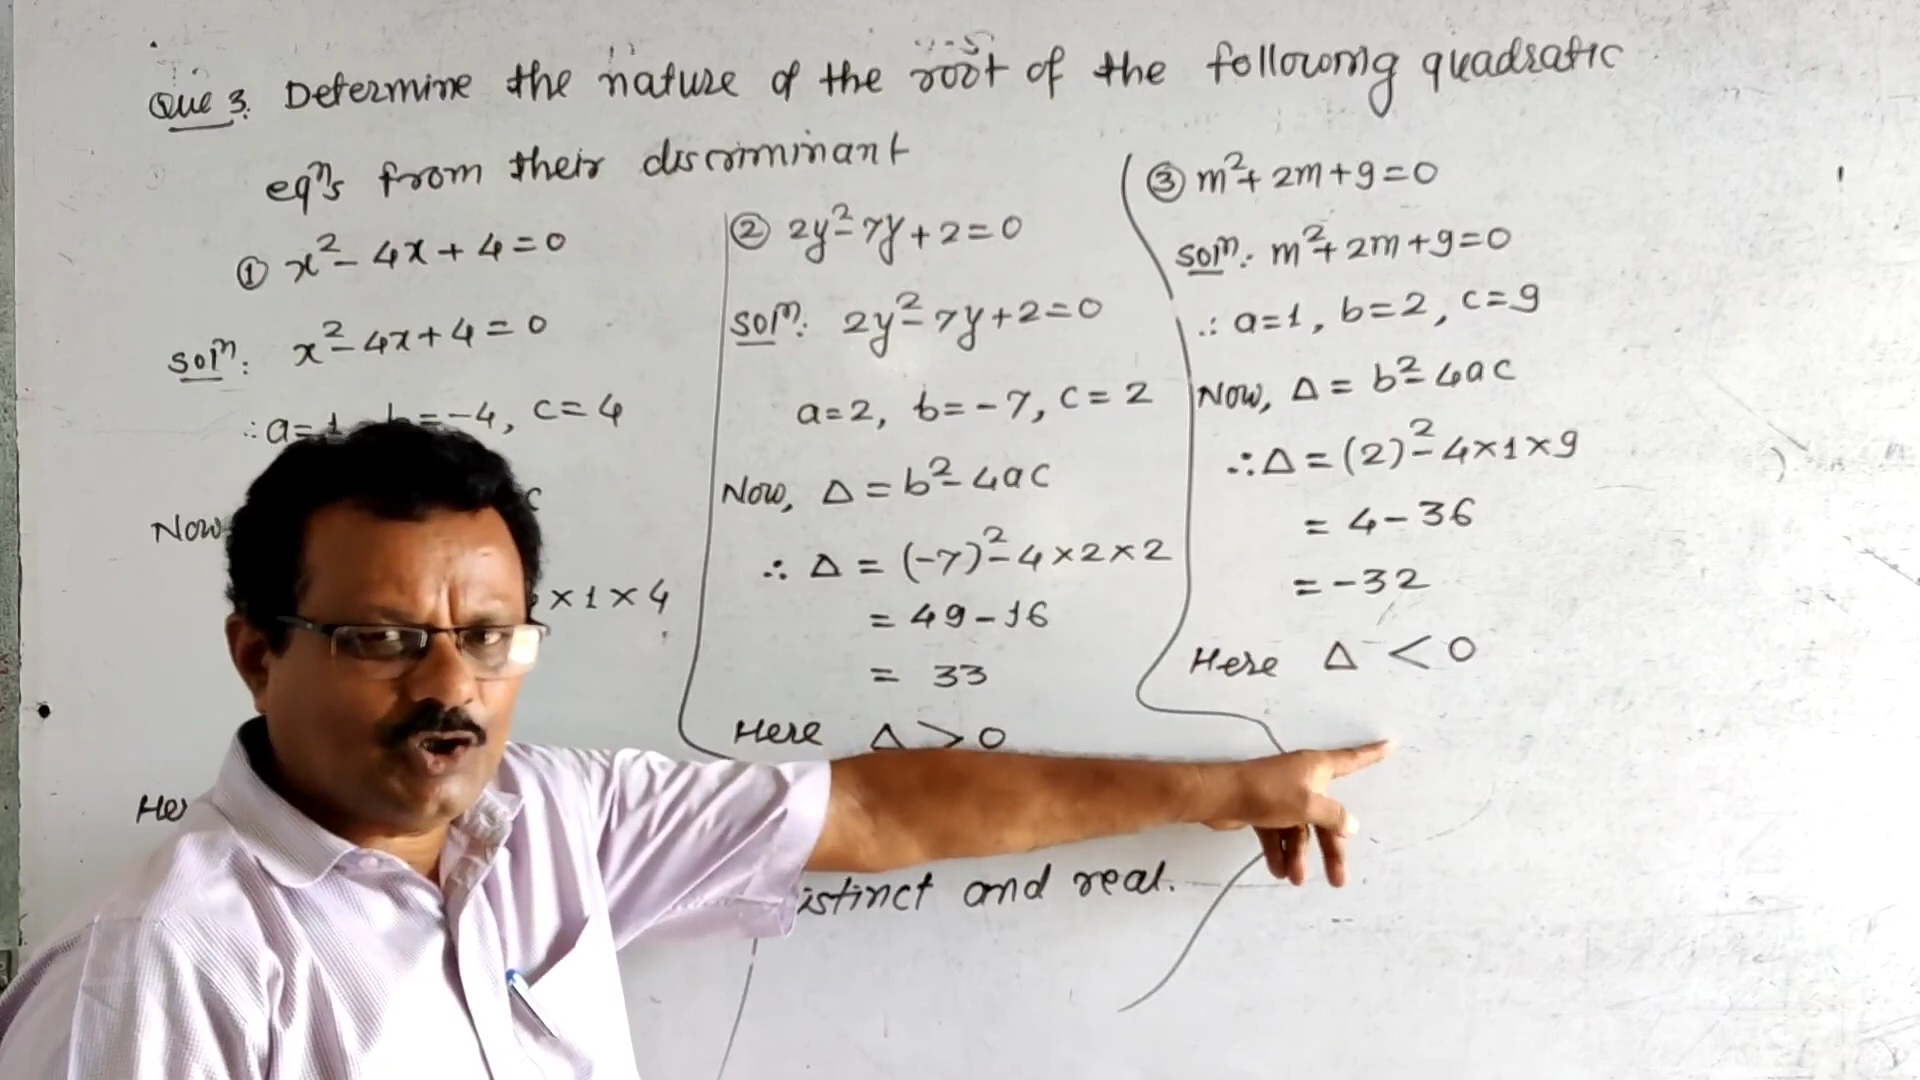 Que 3. Determine the nature of the root of the following quadratic
eqⁿs from their discriminant
① x² - 4x + 4 = 0
Solⁿ: x² - 4x + 4 = 0
∴ a=1, b=-4, c=4
Now
×1×4
Her
② 2y² - 7y + 2 = 0
Solⁿ: 2y² - 7y + 2 = 0
a=2, b=-7, c=2
Now, Δ = b² - 4ac
∴ Δ = (-7)² - 4×2×2
= 49 - 16
= 33
Here Δ > 0
istinct and real.
③ m² + 2m + 9 = 0
Solⁿ: m² + 2m + 9 = 0
∴ a=1, b=2, c=9
Now, Δ = b² - 4ac
∴ Δ = (2)² - 4×1×9
= 4 - 36
= -32
Here Δ < 0